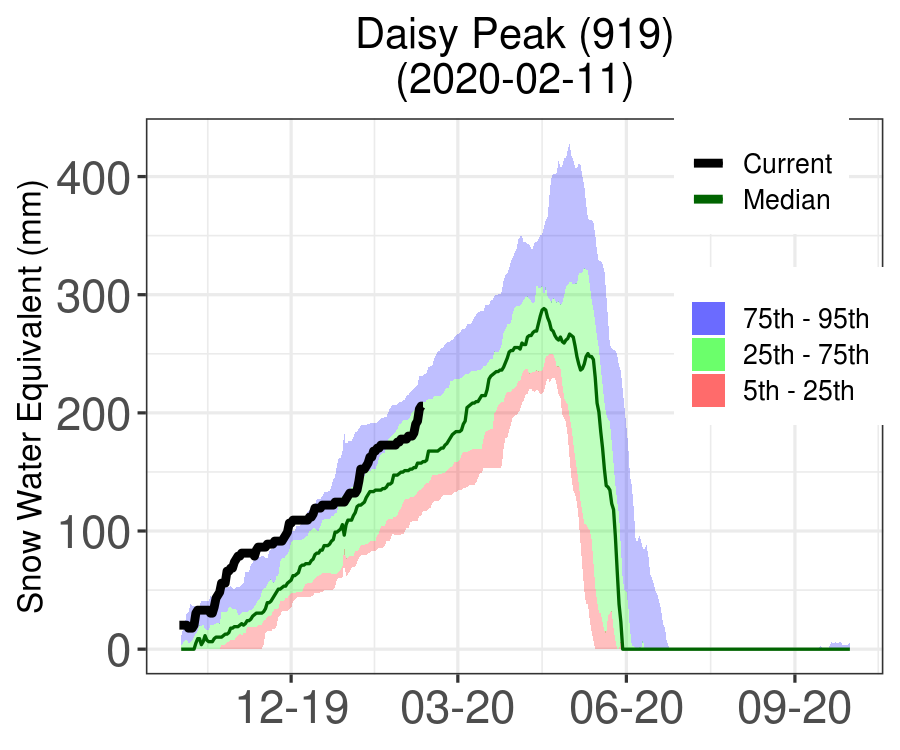 Daisy Peak (919)
(2020-02-11)
Snow Water Equivalent (mm)
400
300
200
100
0
12-19
03-20
06-20
09-20
Current
Median
75th - 95th
25th - 75th
5th - 25th